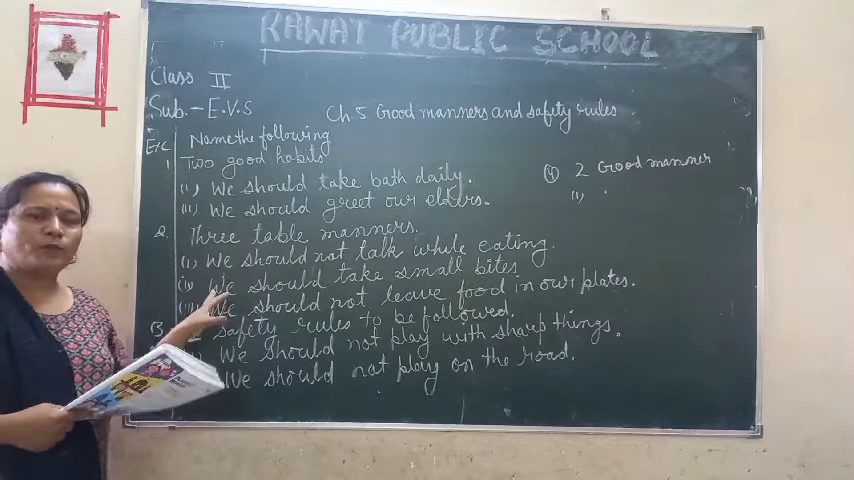 RAWAT PUBLIC SCHOOL
Class II
Sub.- E.V.S
Ch.5 Good manners and safety rules
Ex Name the following
1. Two good habits
(i) We should take bath daily.
(ii) We should greet our elders.
2. Three table manners.
(i) We should not talk while eating.
(ii) We should take small bites
We should not leave food in our plates.
3. safety rules to be followed.
We should not play with sharp things.
We should not play on the road.
(4) 2 Good manner
(i)